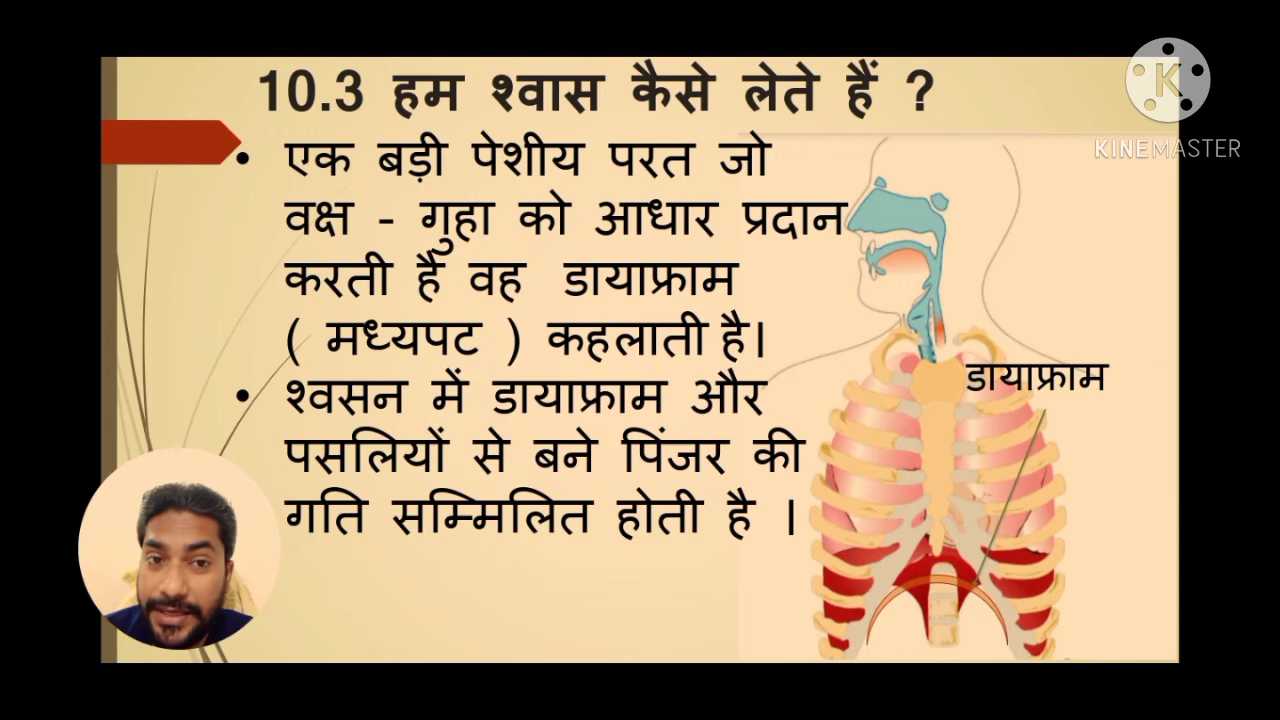 10.3 हम श्वास कैसे लेते हैं ?
• एक बड़ी पेशीय परत जो
वक्ष - गुहा को आधार प्रदान
करती है वह डायाफ्राम
( मध्यपट ) कहलाती है।
• श्वसन में डायाफ्राम और
पसलियों से बने पिंजर की
गति सम्मिलित होती है ।
डायाफ्राम
K
KINEMASTER